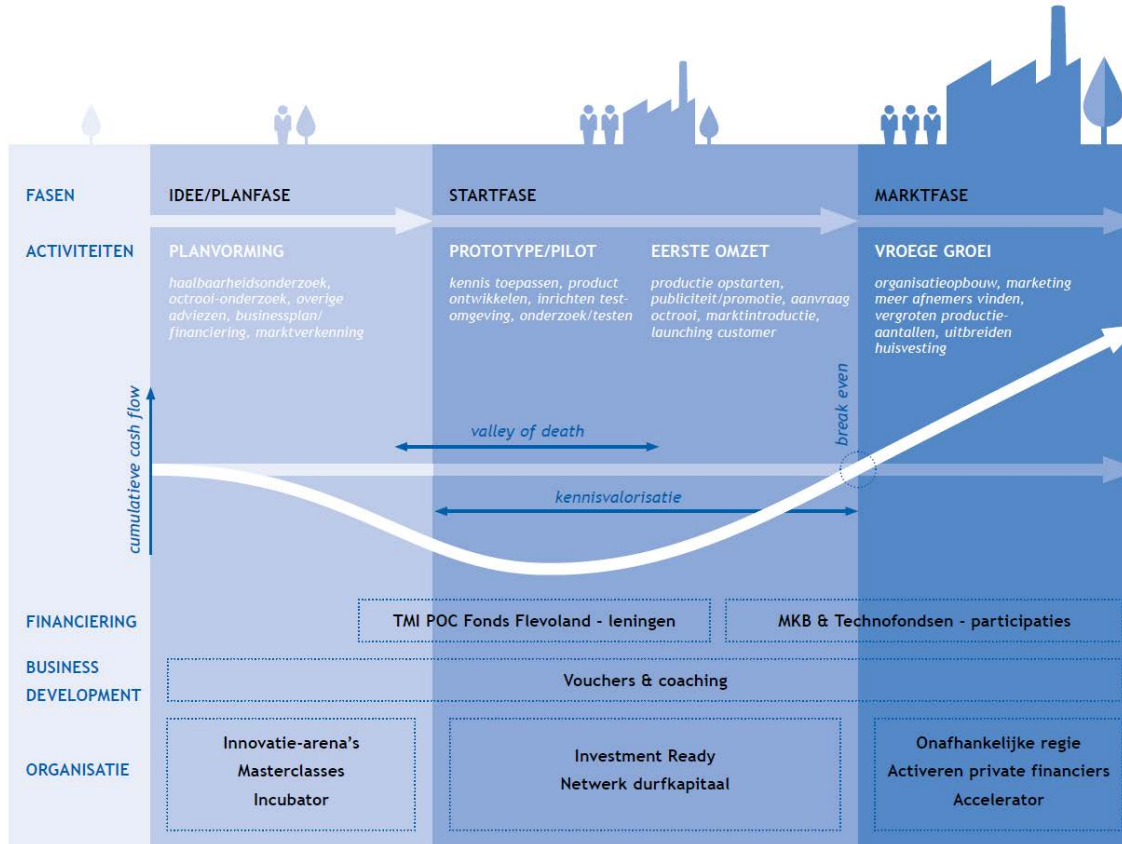 FASEN
IDEE/PLANFASE
STARTFASE
MARKTFASE
ACTIVITEITEN
PLANVORMING
haalbaarheidsonderzoek,
octrooi-onderzoek, overige
adviezen, businessplan/
financiering, marktverkenning
PROTOTYPE/PILOT
kennis toepassen, product
ontwikkelen, inrichten test-
omgeving, onderzoek/testen
EERSTE OMZET
productie opstarten,
publiciteit/promotie, aanvraag
octrooi, marktintroductie,
launching customer
VROEGE GROEI
organisatieopbouw, marketing
meer afnemers vinden,
vergroten productie-
aantallen, uitbreiden
huisvesting
cumulatieve cash flow
valley of death
break even
kennisvalorisatie
FINANCIERING
TMI POC Fonds Flevoland - leningen
MKB & Technofondsen - participaties
BUSINESS
DEVELOPMENT
Vouchers & coaching
ORGANISATIE
Innovatie-arena's
Masterclasses
Incubator
Investment Ready
Netwerk durfkapitaal
Onafhankelijke regie
Activeren private financiers
Accelerator